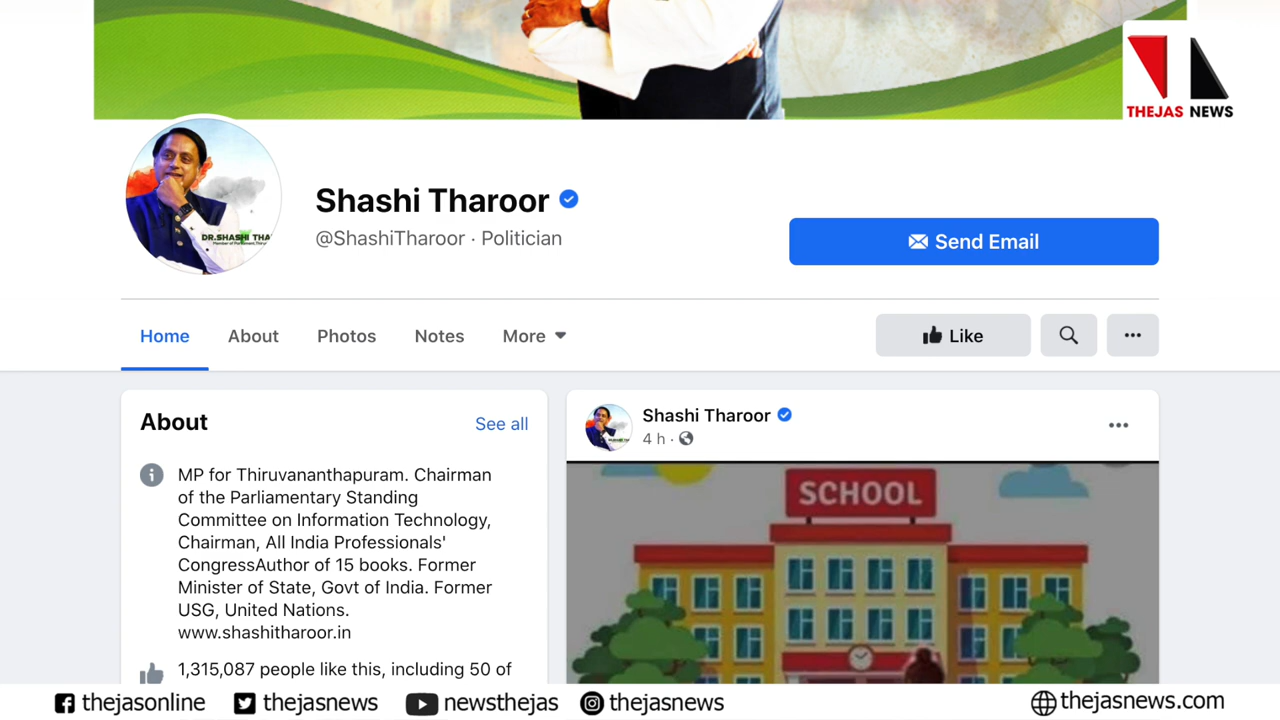 THEJAS NEWS
DR.SHASHI THA
Shashi Tharoor
@ShashiTharoor · Politician
Send Email
Home About Photos Notes More
Like
About
See all
MP for Thiruvananthapuram. Chairman
of the Parliamentary Standing
Committee on Information Technology,
Chairman, All India Professionals'
CongressAuthor of 15 books. Former
Minister of State, Govt of India. Former
USG, United Nations.
www.shashitharoor.in
1,315,087 people like this, including 50 of
Shashi Tharoor
4 h ·
SCHOOL
thejasonline thejasnews newsthejas thejasnews thejasnews.com